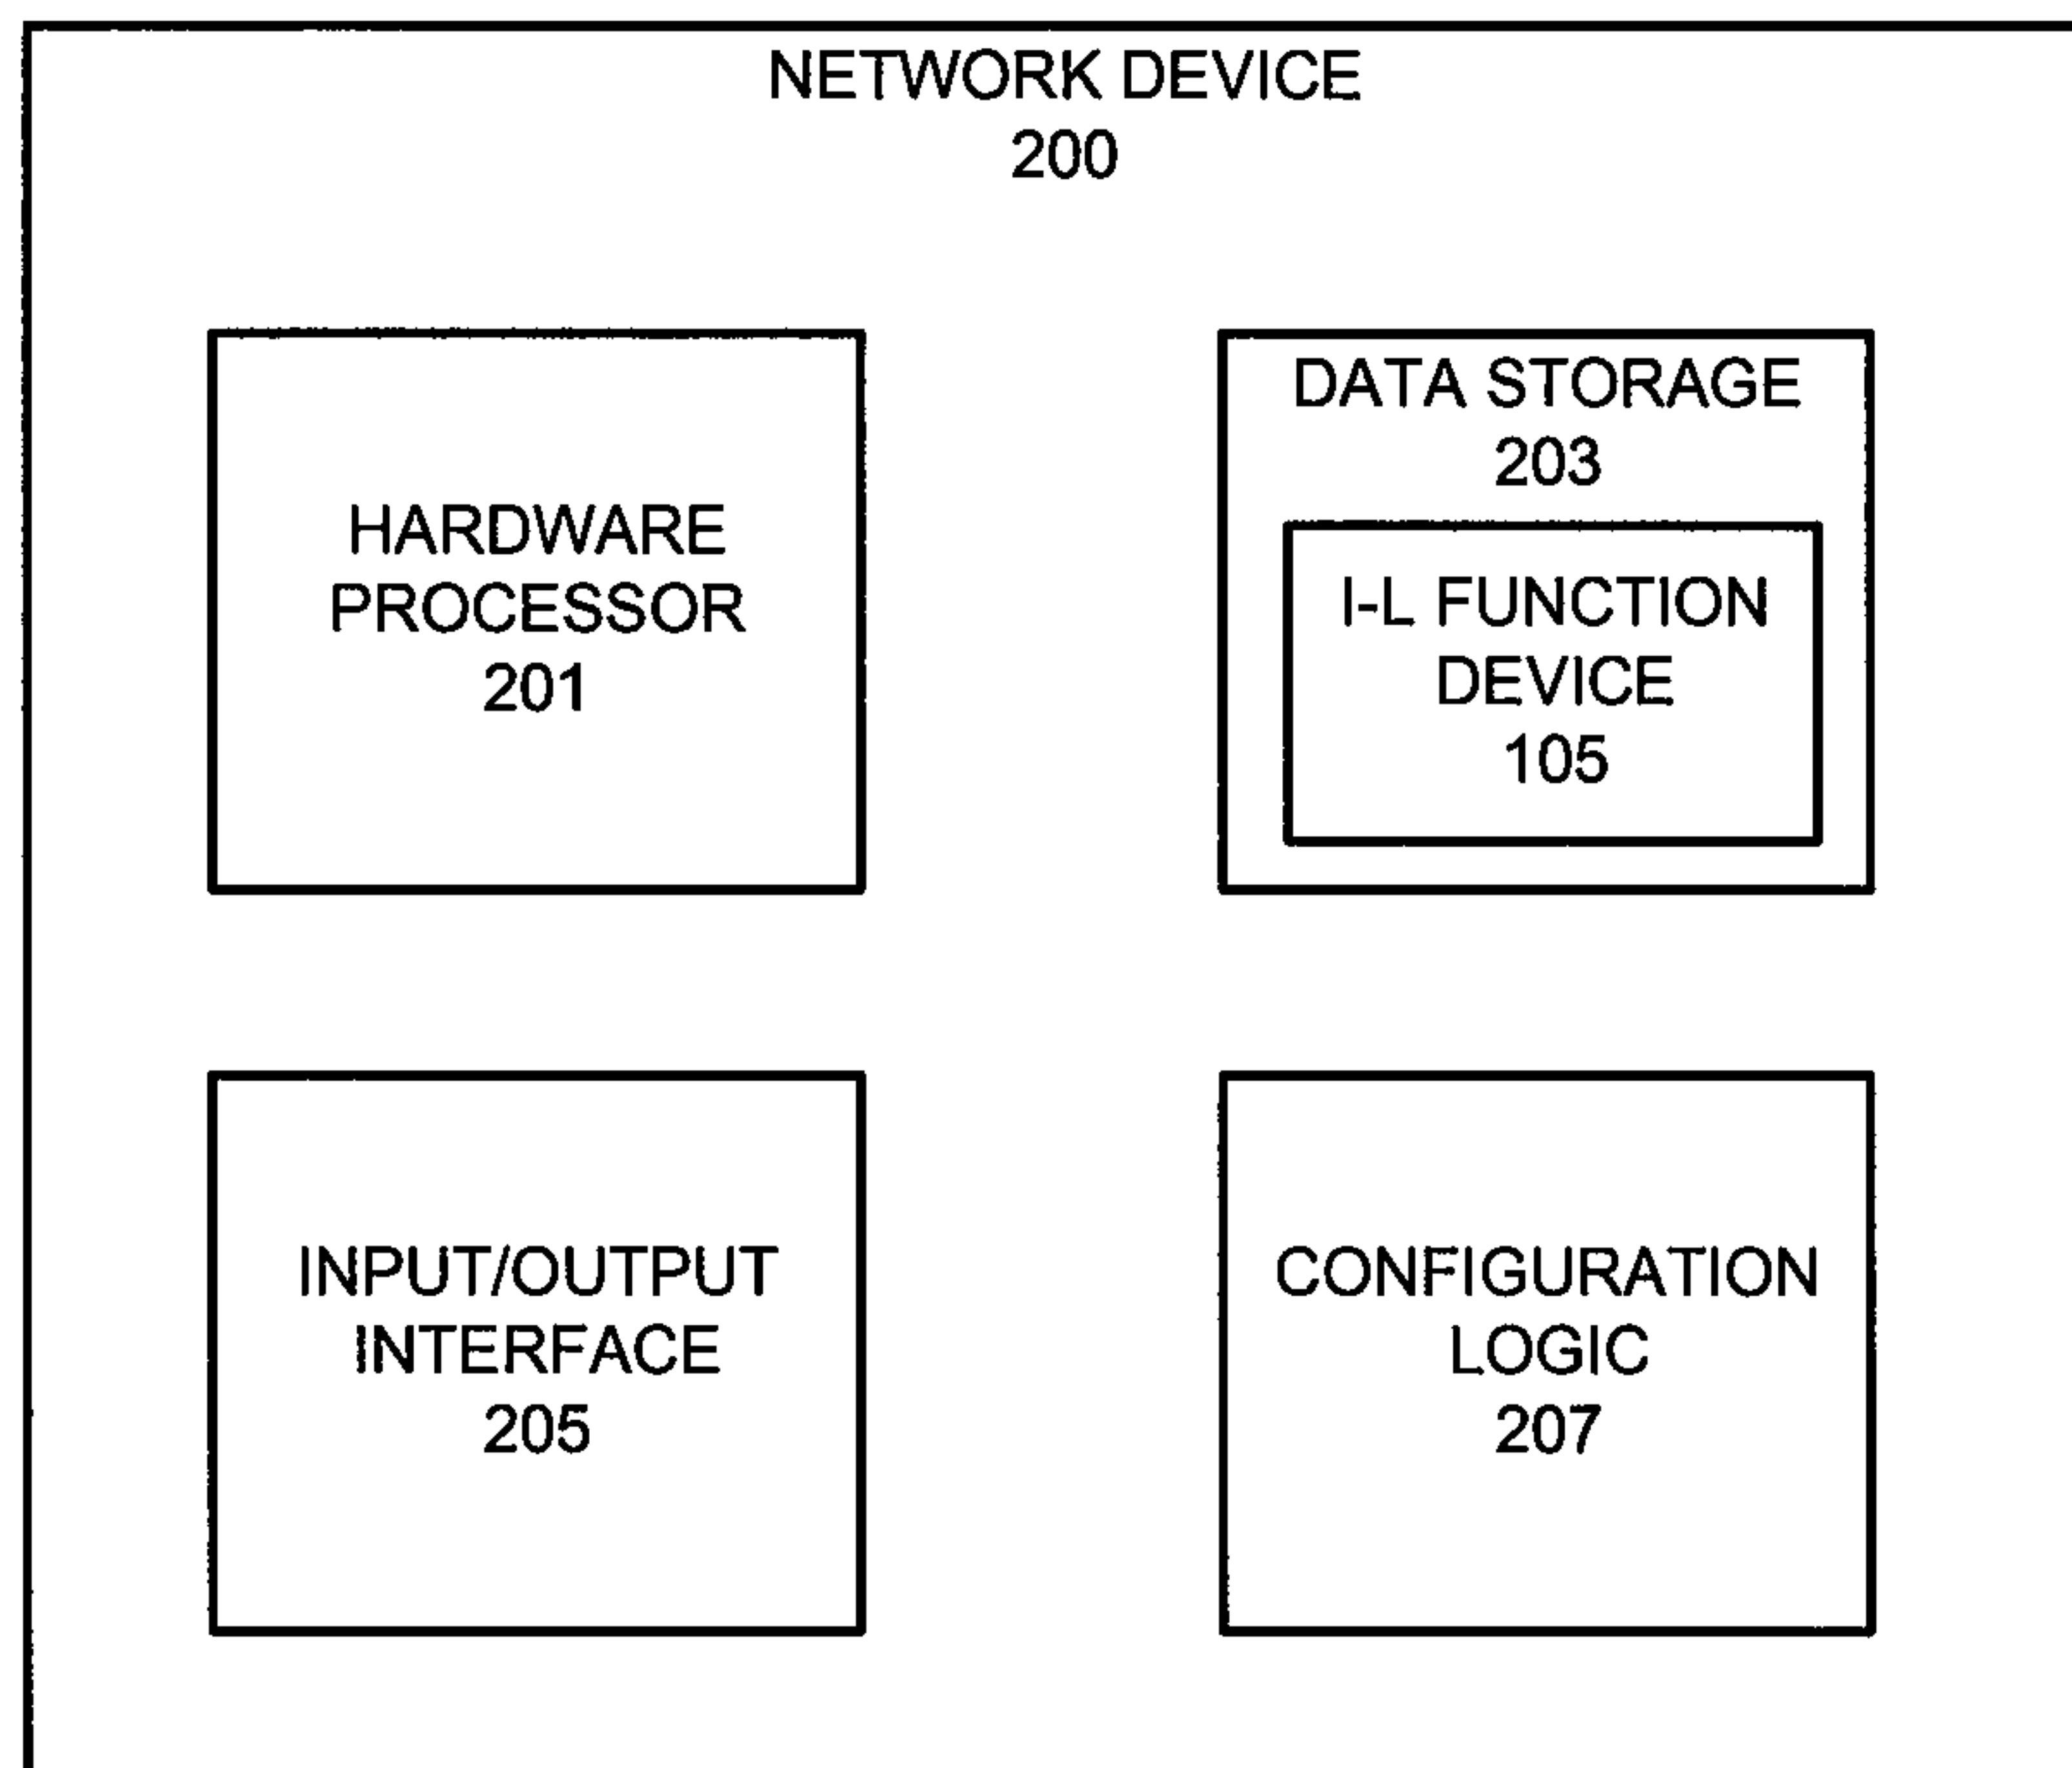 NETWORK DEVICE
200
HARDWARE
PROCESSOR
201
DATA STORAGE
203
I-L FUNCTION
DEVICE
105
INPUT/OUTPUT
INTERFACE
205
CONFIGURATION
LOGIC
207